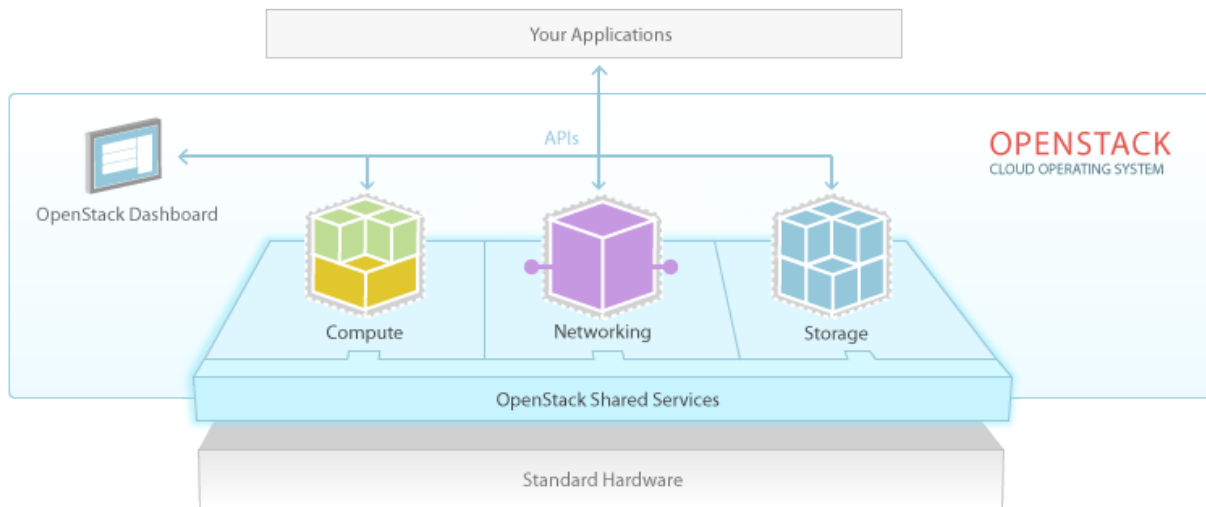 Your Applications
APIs
OPENSTACK
CLOUD OPERATING SYSTEM
OpenStack Dashboard
Compute
Networking
Storage
OpenStack Shared Services
Standard Hardware